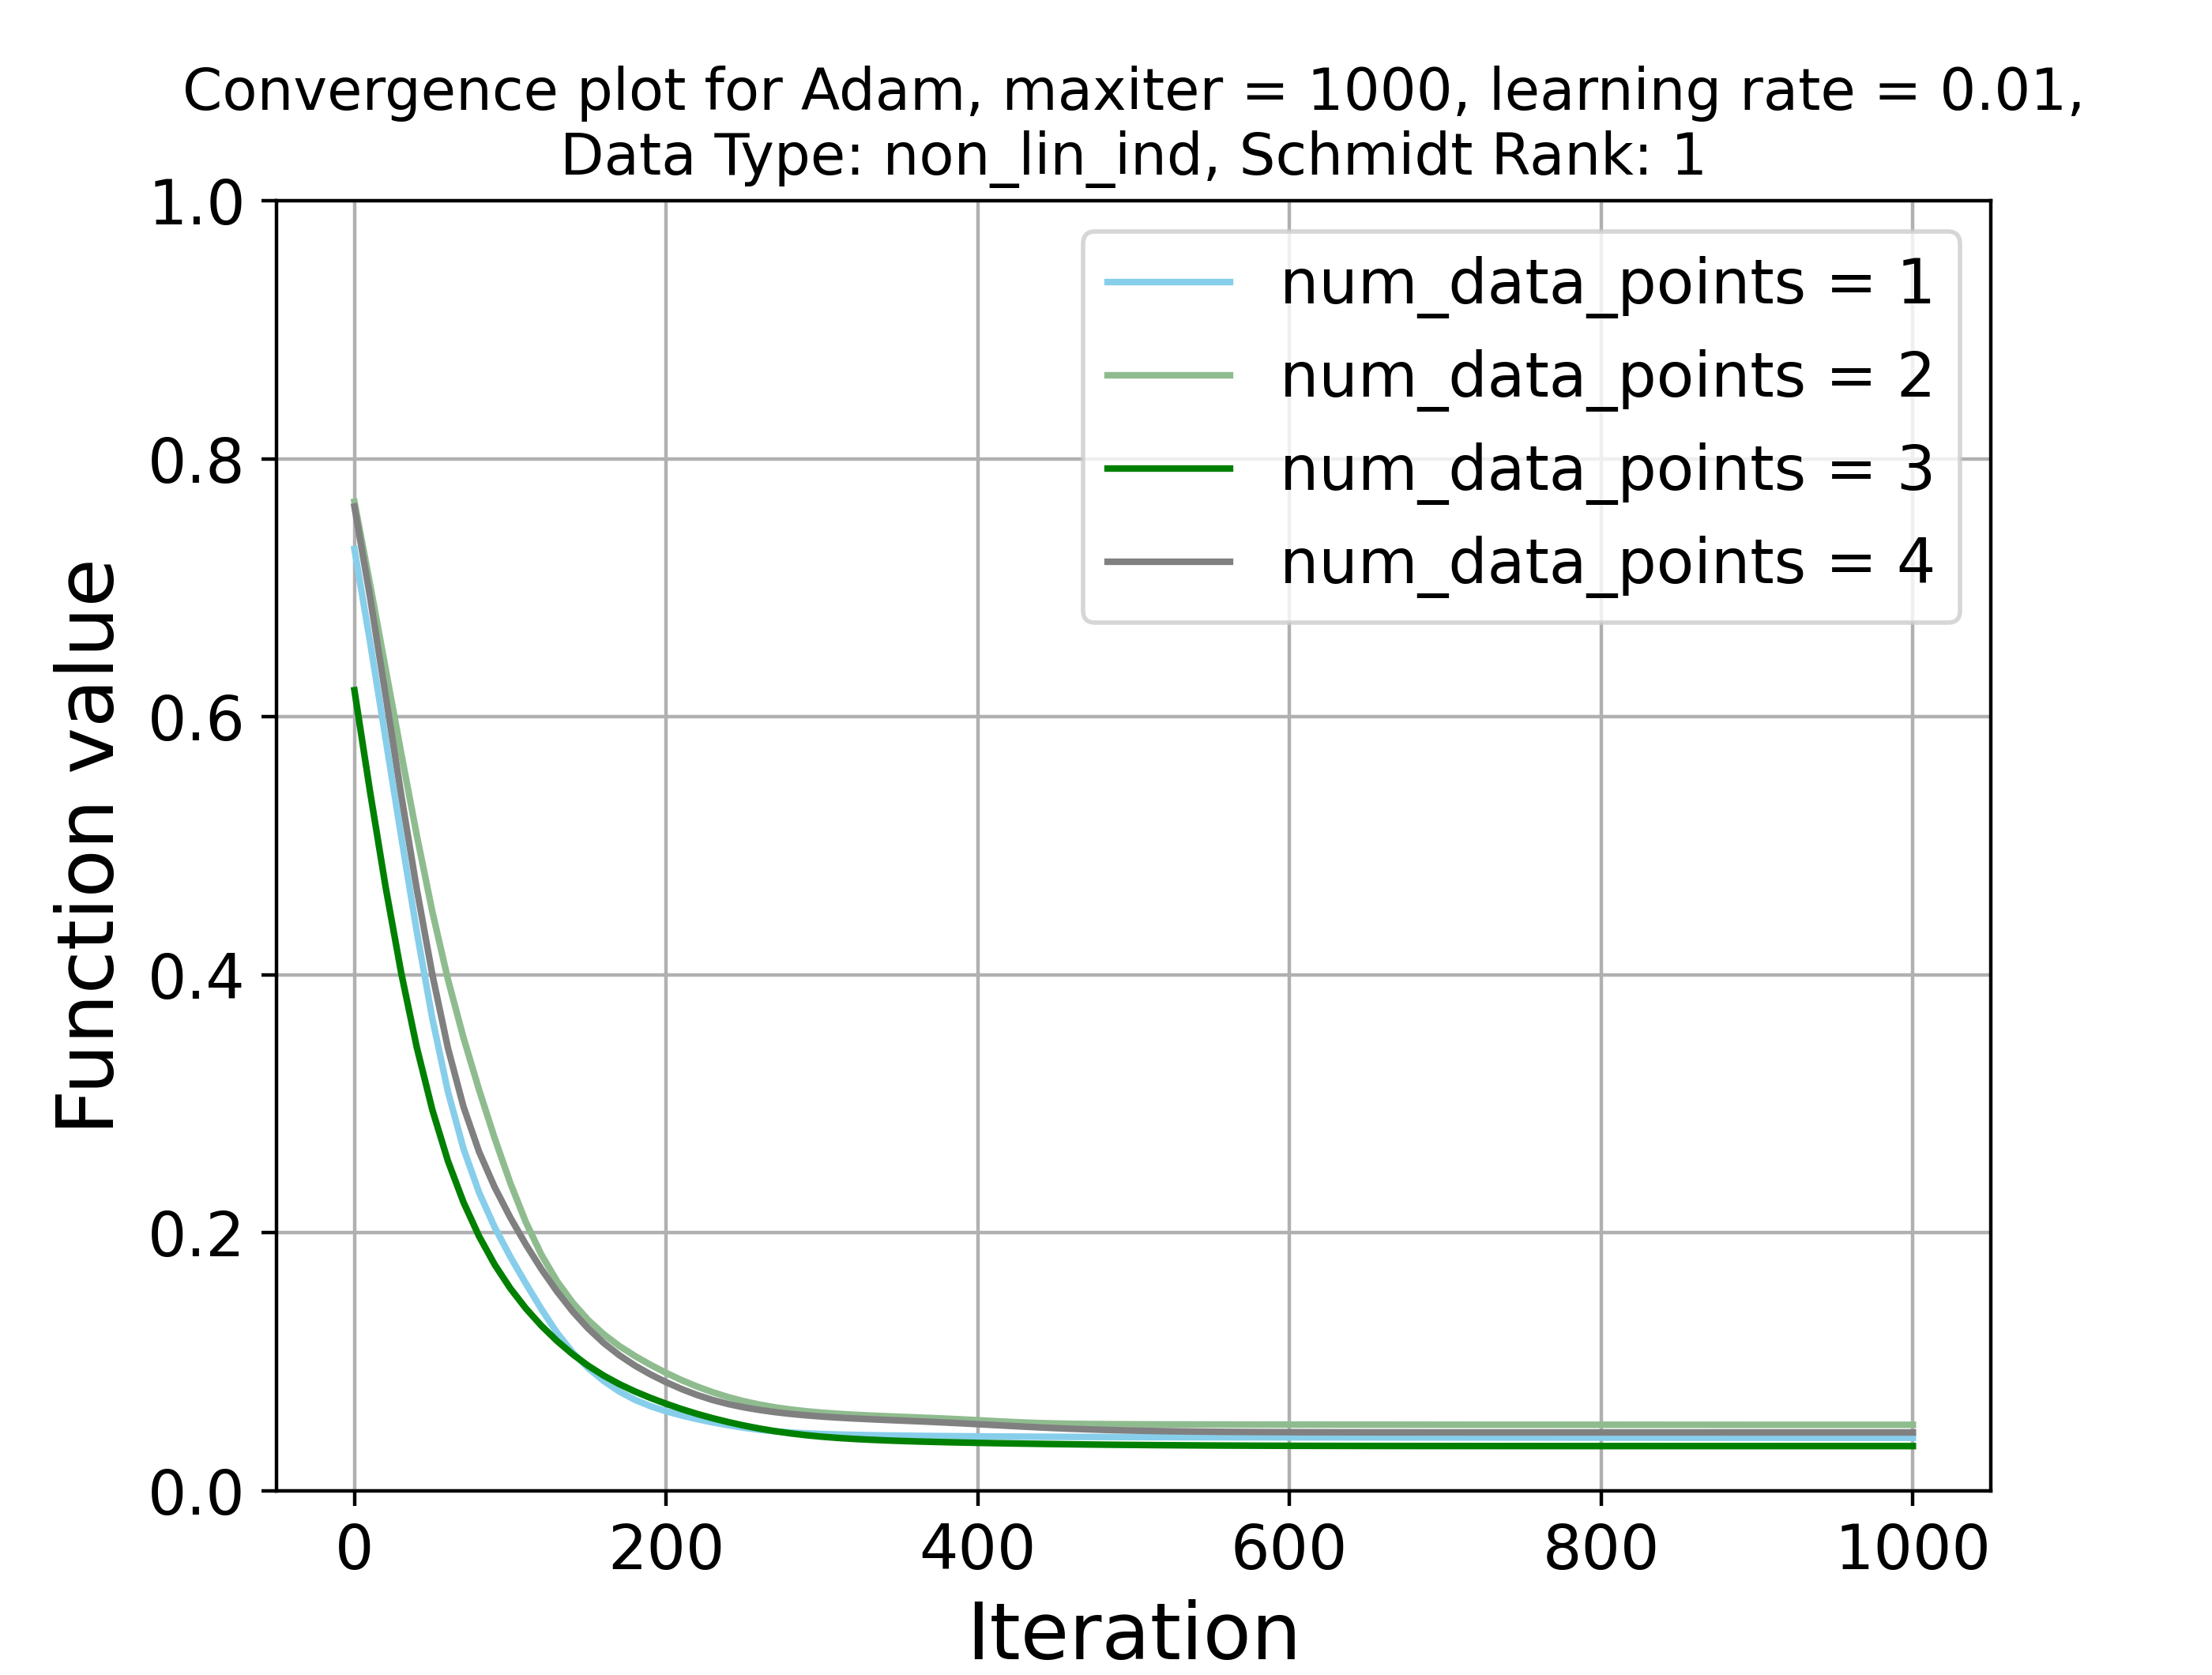 Convergence plot for Adam, maxiter = 1000, learning rate = 0.01,
Data Type: non_lin_ind, Schmidt Rank: 1
1.0
0.8
0.6
0.4
0.2
0.0
Function value
num_data_points = 1
num_data_points = 2
num_data_points = 3
num_data_points = 4
0 200 400 600 800 1000
Iteration